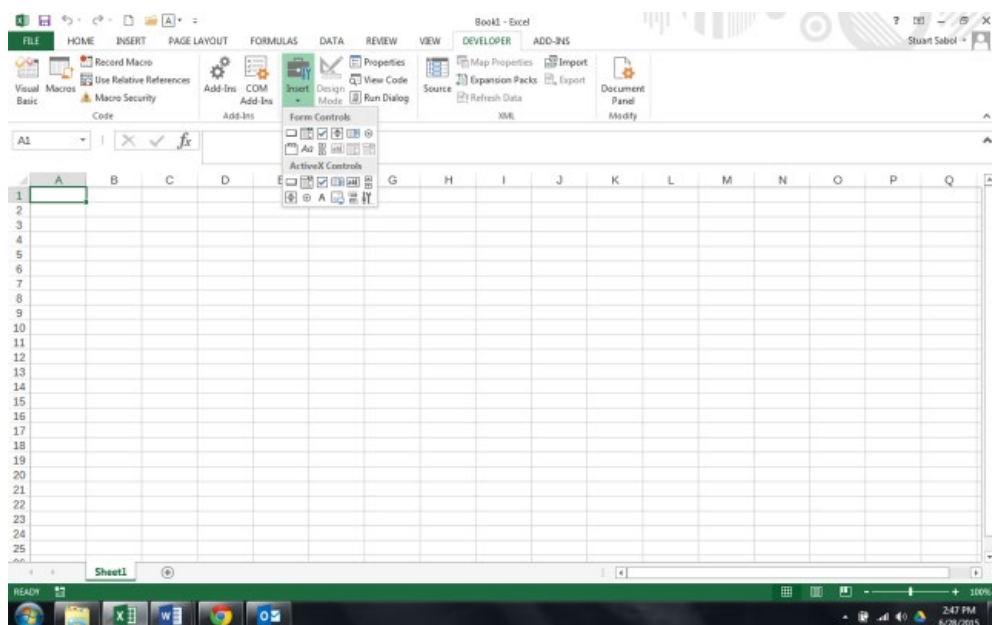 Book1 - Excel
FILE HOME INSERT PAGE LAYOUT FORMULAS DATA REVIEW VIEW DEVELOPER ADD-INS Stuart Sabol
Visual Basic
Macros
Record Macro
Use Relative References
Macro Security
Code
Add-Ins
COM Add-Ins
Add-Ins
Insert
Design Mode
Properties
View Code
Run Dialog
Source
Map Properties
Expansion Packs
Refresh Data
Import
Export
XML
Document Panel
Modify
Form Controls
Aa
ActiveX Controls
A
A1
fx
A B C D E G H I J K L M N O P Q
1
2
3
4
5
6
7
8
9
10
11
12
13
14
15
16
17
18
19
20
21
22
23
24
25
Sheet1
READY
100%
2:47 PM
6/28/2015